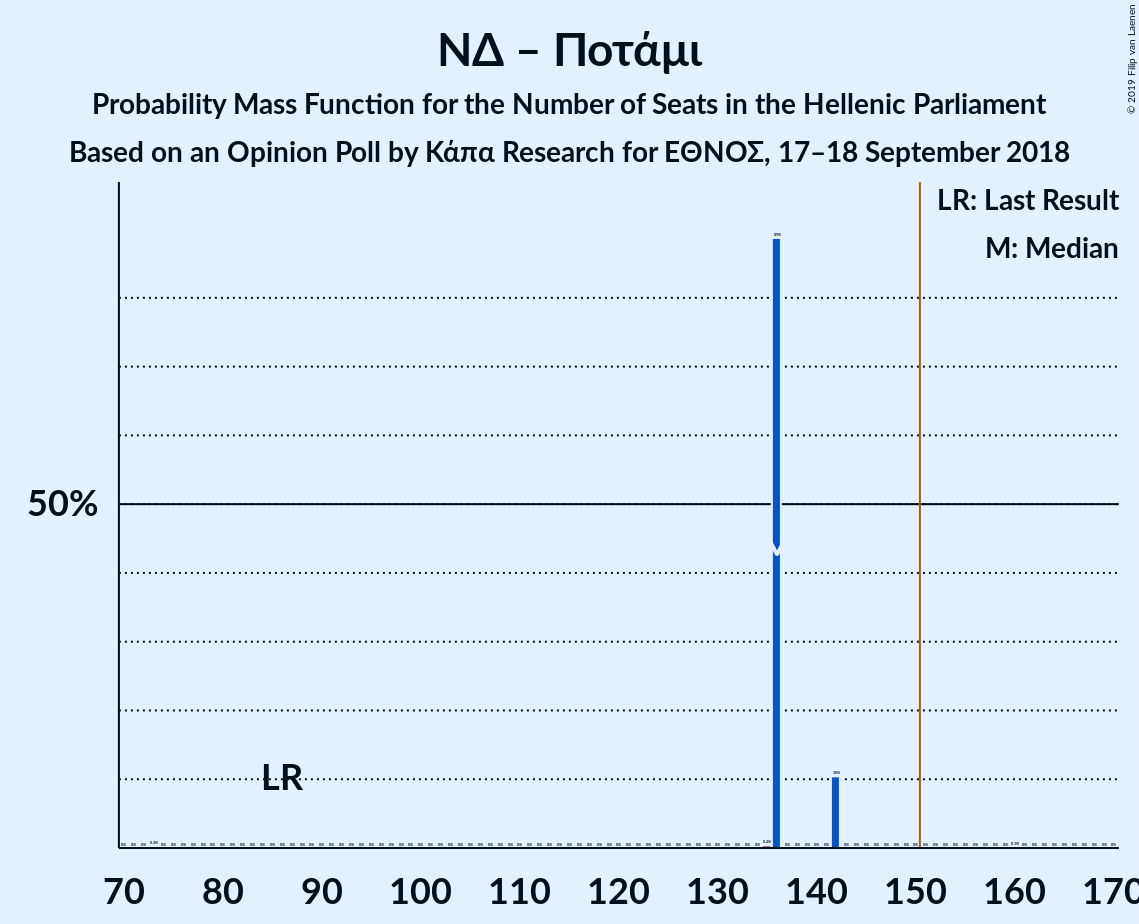 ΝΔ – Ποτάμι
Probability Mass Function for the Number of Seats in the Hellenic Parliament
Based on an Opinion Poll by Κάπα Research for ΕΘΝΟΣ, 17–18 September 2018
© 2019 Filip van Laenen
LR: Last Result
M: Median
50%
M
LR
70 80 90 100 110 120 130 140 150 160 170